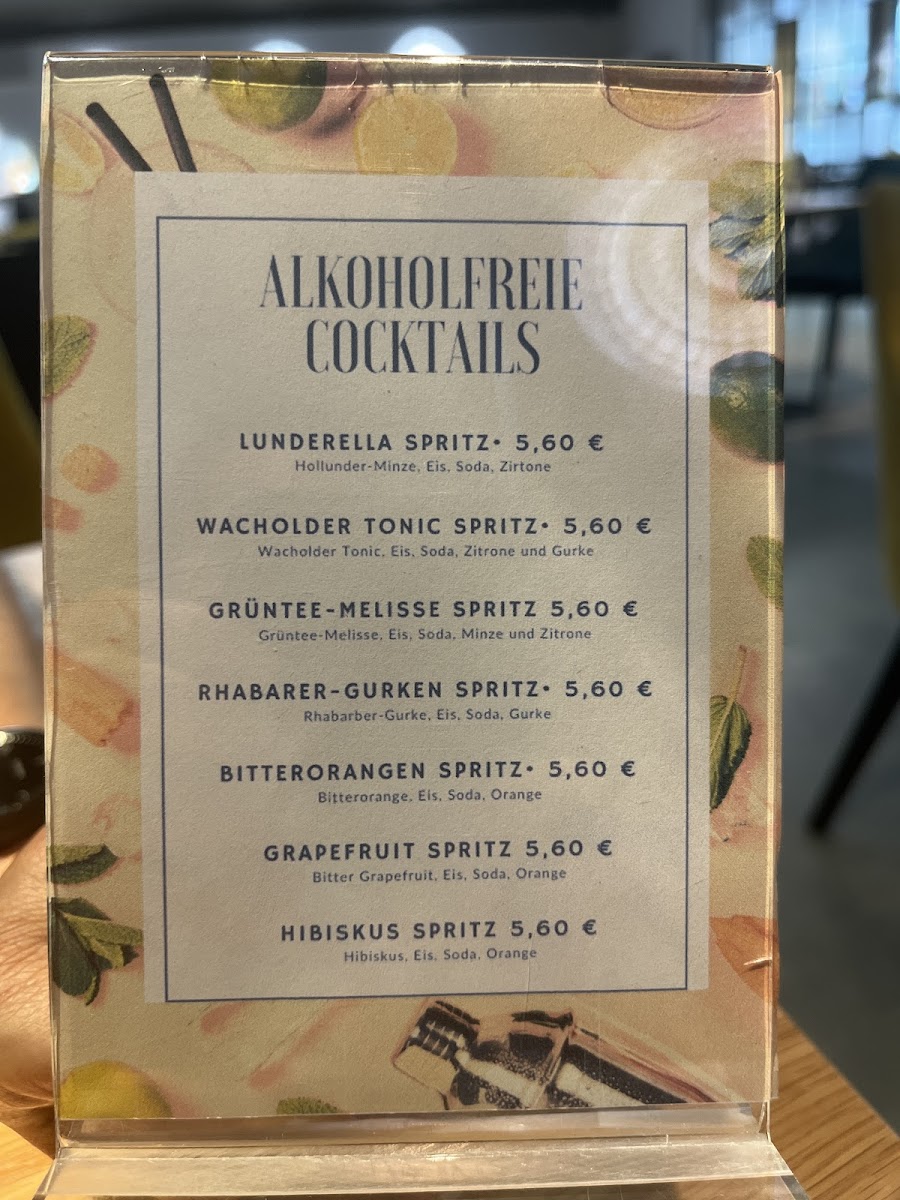 ALKOHOLFREIE
COCKTAILS
LUNDERELLA SPRITZ• 5,60 €
Hollunder-Minze, Eis, Soda, Zirtone
WACHOLDER TONIC SPRITZ• 5,60 €
Wacholder Tonic, Eis, Soda, Zitrone und Gurke
GRÜNTEE-MELISSE SPRITZ 5,60 €
Grüntee-Melisse, Eis, Soda, Minze und Zitrone
RHABARER-GURKEN SPRITZ• 5,60 €
Rhabarber-Gurke, Eis, Soda, Gurke
BITTERORANGEN SPRITZ• 5,60 €
Bitterorange, Eis, Soda, Orange
GRAPEFRUIT SPRITZ 5,60 €
Bitter Grapefruit, Eis, Soda, Orange
HIBISKUS SPRITZ 5,60 €
Hibiskus, Eis, Soda, Orange